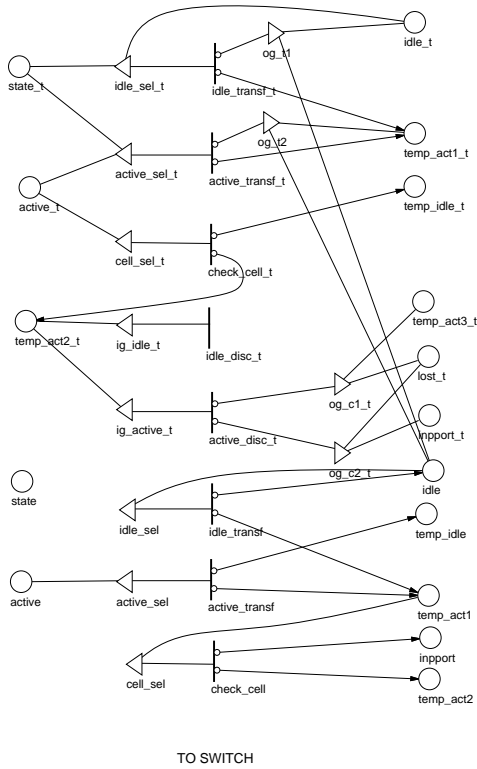 idle_t
og_t1
state_t
idle_sel_t
idle_transf_t
og_t2
temp_act1_t
active_sel_t
active_transf_t
active_t
temp_idle_t
cell_sel_t
check_cell_t
temp_act3_t
temp_act2_t
ig_idle_t
idle_disc_t
lost_t
og_c1_t
ig_active_t
active_disc_t
inpport_t
og_c2_t
idle
state
idle_sel
idle_transf
temp_idle
active
active_sel
active_transf
temp_act1
inpport
cell_sel
check_cell
temp_act2
TO SWITCH